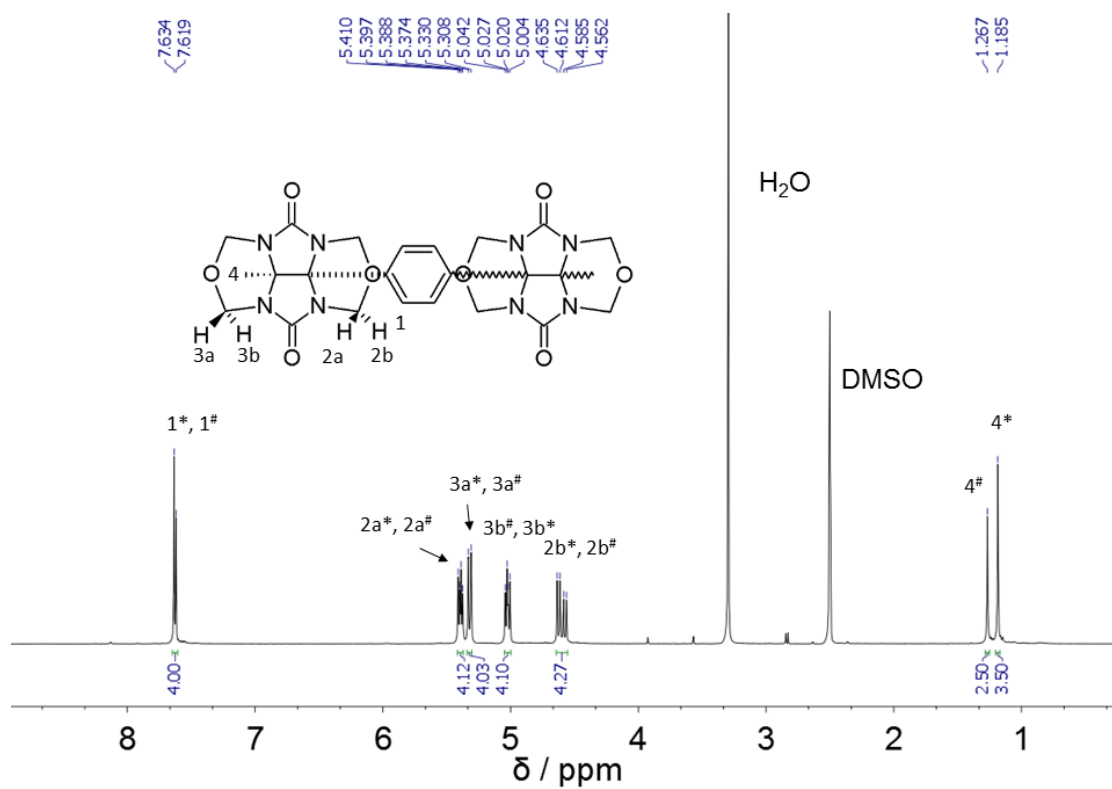 7.634
7.619
5.410
5.397
5.388
5.374
5.330
5.308
5.042
5.027
5.020
5.004
4.635
4.612
4.585
4.562
1.267
1.185
H₂O
O O
N N N N
O 4 O O O
N N N N
H H H H 1
3a 3b O 2a 2b O
DMSO
1*, 1#
4*
3a*, 3a#
4#
2a*, 2a#
3b#, 3b*
2b*, 2b#
4.00
4.12
4.03
4.10
4.27
2.50
3.50
8 7 6 5 4 3 2 1
δ / ppm